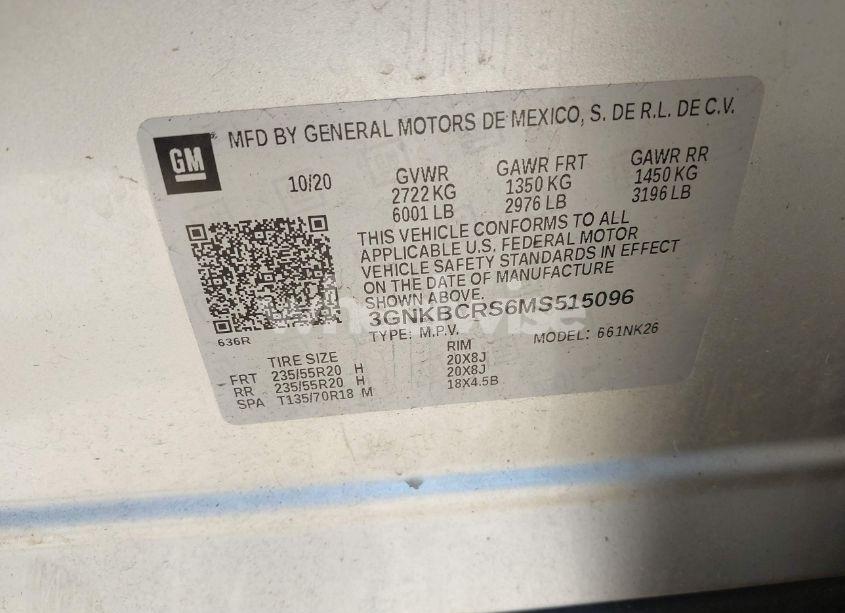 GM
MFD BY GENERAL MOTORS DE MEXICO, S. DE R.L. DE C.V.
10/20
GVWR
2722 KG
6001 LB
GAWR FRT
1350 KG
2976 LB
GAWR RR
1450 KG
3196 LB
THIS VEHICLE CONFORMS TO ALL
APPLICABLE U.S. FEDERAL MOTOR
VEHICLE SAFETY STANDARDS IN EFFECT
ON THE DATE OF MANUFACTURE
SHOWN ABOVE.
3GNKBCRS6MS515096
TYPE: M.P.V. MODEL: 661NK26
636R
TIRE SIZE RIM
FRT 235/55R20 H 20X8J
RR 235/55R20 H 20X8J
SPA T135/70R18 M 18X4.5B